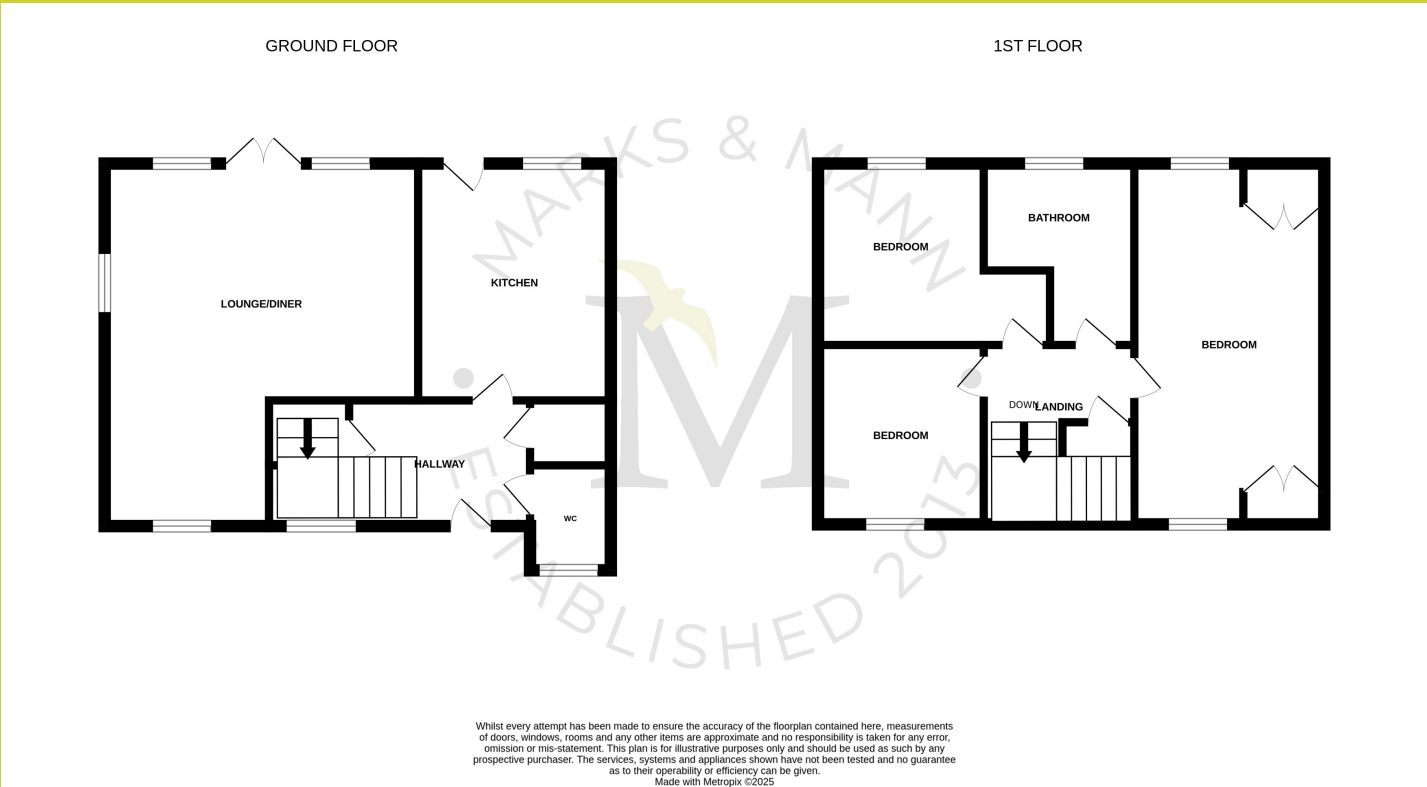 GROUND FLOOR
1ST FLOOR
MARKS & MANN
M
ESTABLISHED 2013
LOUNGE/DINER
KITCHEN
HALLWAY
WC
BEDROOM
BATHROOM
BEDROOM
BEDROOM
DOWN
LANDING
Whilst every attempt has been made to ensure the accuracy of the floorplan contained here, measurements
of doors, windows, rooms and any other items are approximate and no responsibility is taken for any error,
omission or mis-statement. This plan is for illustrative purposes only and should be used as such by any
prospective purchaser. The services, systems and appliances shown have not been tested and no guarantee
as to their operability or efficiency can be given.
Made with Metropix ©2025